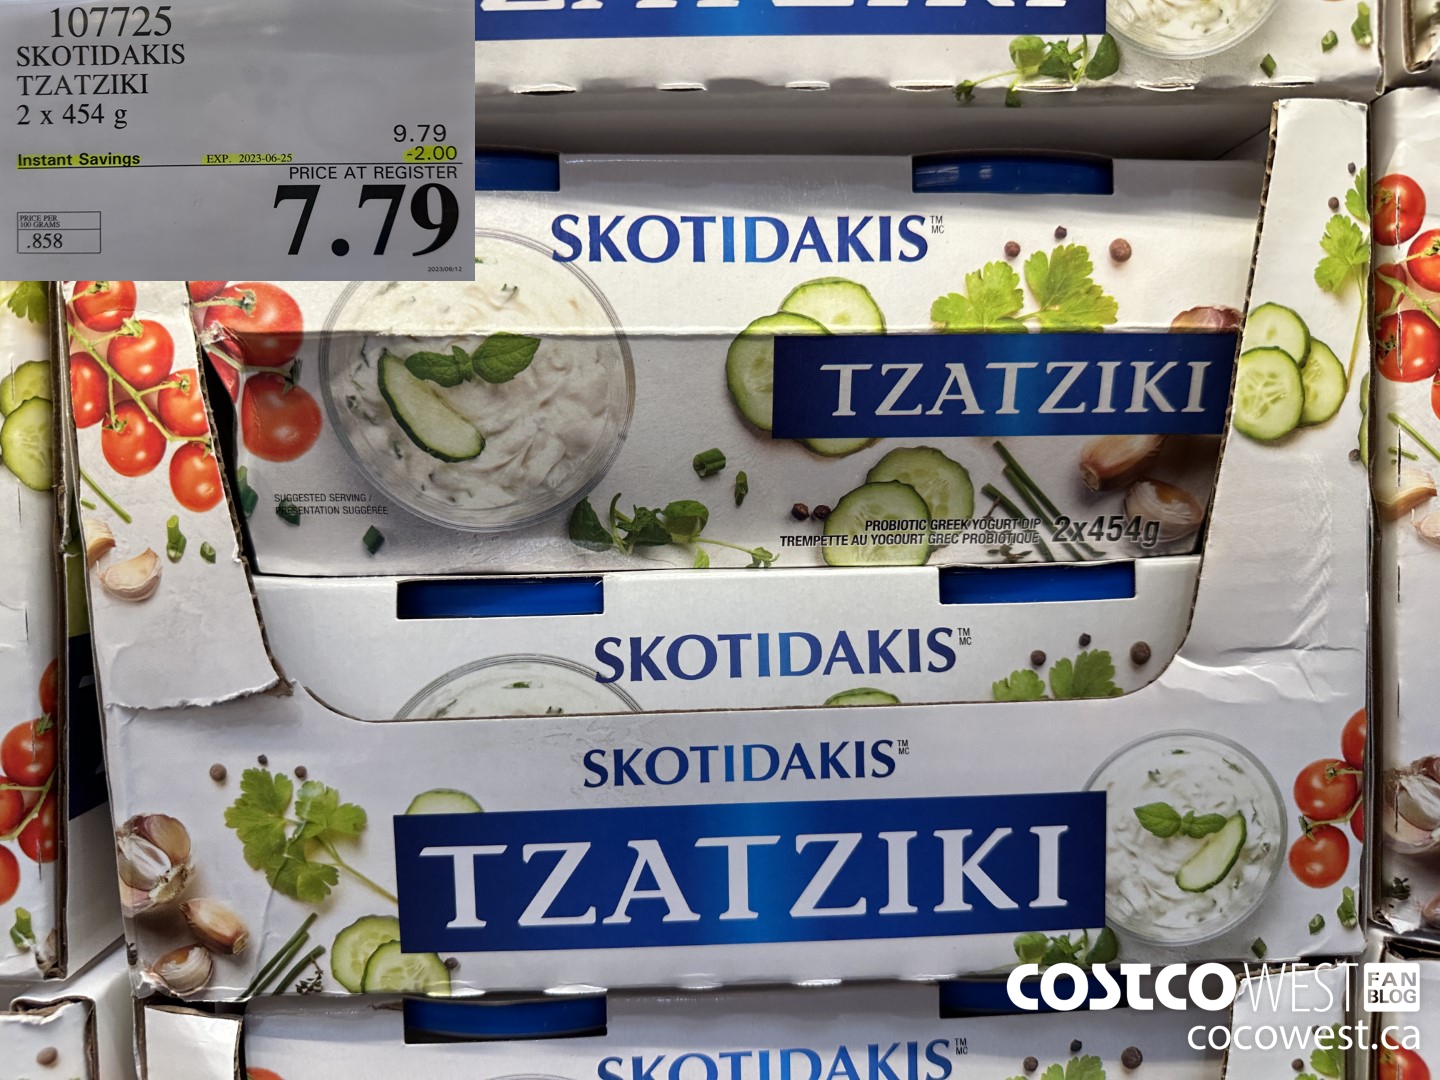 107725
SKOTIDAKIS
TZATZIKI
2 x 454 g
9.79
Instant Savings EXP. 2023-06-25 -2.00
PRICE AT REGISTER
7.79
PRICE PER
100 GRAMS
.858
2023/06/12
TZATZIKI
SKOTIDAKIS TM MC
TZATZIKI
SUGGESTED SERVING /
PRÉSENTATION SUGGÉRÉE
PROBIOTIC GREEK YOGURT DIP
TREMPETTE AU YOGOURT GREC PROBIOTIQUE 2x454g
SKOTIDAKIS TM MC
SKOTIDAKIS TM MC
TZATZIKI
SKOTIDAKIS TM MC
COSTCO WEST FAN BLOG
cocowest.ca